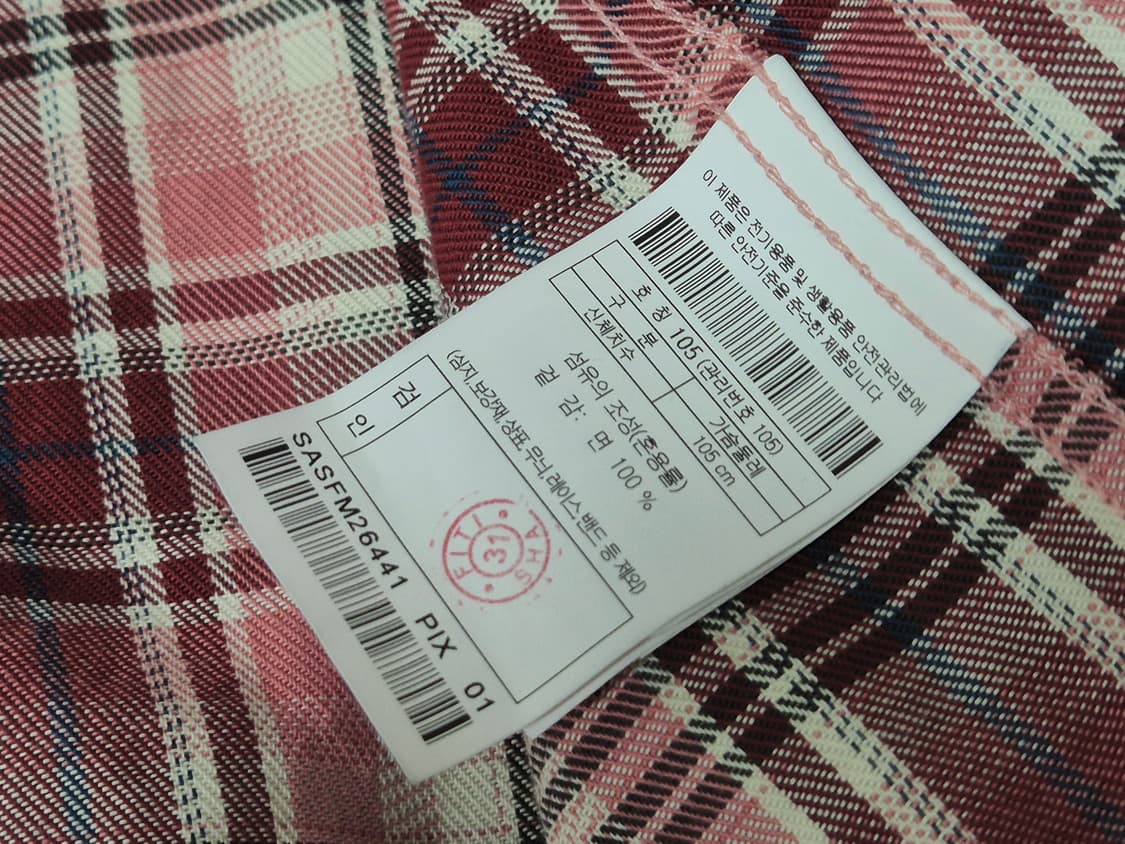 이 제품은 전기용품 및 생활용품 안전관리법에
따른 안전기준을 준수한 제품입니다
호 칭 105 (관리번호 105)
구 분 가슴둘레
신체치수 105 cm
섬유의 조성(혼용률)
겉 감: 면 100 %
(심지, 보강재, 상표, 무늬, 레이스, 밴드 등 제외)
검
인
FITI
37
SHA
SASFM26441 PIX 01